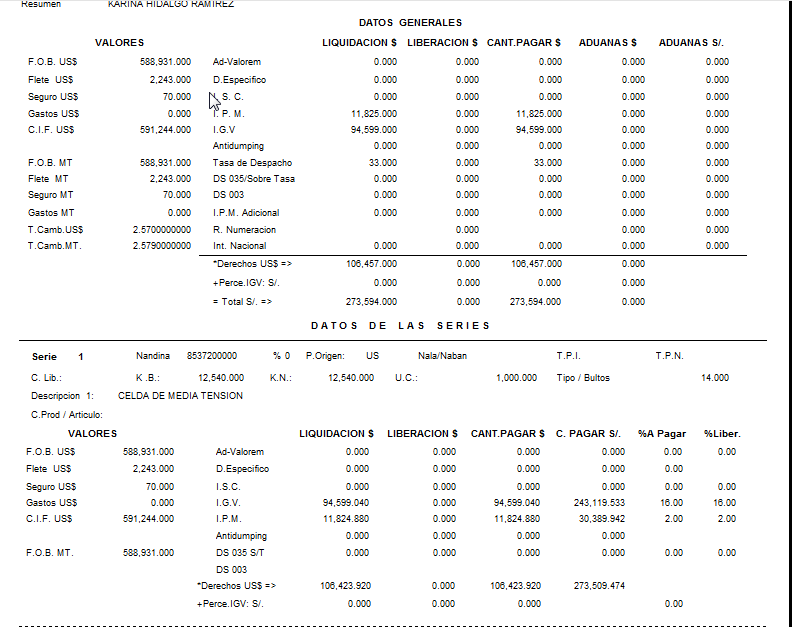 Resumen KARINA HIDALGO RAMIREZ
DATOS GENERALES
VALORES LIQUIDACION $ LIBERACION $ CANT.PAGAR $ ADUANAS $ ADUANAS S/.
F.O.B. US$ 588,931.000 Ad-Valorem 0.000 0.000 0.000 0.000 0.000
Flete US$ 2,243.000 D.Especifico 0.000 0.000 0.000 0.000 0.000
Seguro US$ 70.000 S. C. 0.000 0.000 0.000 0.000 0.000
Gastos US$ 0.000 I. P. M. 11,825.000 0.000 11,825.000 0.000 0.000
C.I.F. US$ 591,244.000 I.G.V 94,599.000 0.000 94,599.000 0.000 0.000
Antidumping 0.000 0.000 0.000 0.000 0.000
F.O.B. MT 588,931.000 Tasa de Despacho 33.000 0.000 33.000 0.000 0.000
Flete MT 2,243.000 DS 035/Sobre Tasa 0.000 0.000 0.000 0.000 0.000
Seguro MT 70.000 DS 003 0.000 0.000 0.000 0.000 0.000
Gastos MT 0.000 I.P.M. Adicional 0.000 0.000 0.000 0.000 0.000
T.Camb.US$ 2.5700000000 R. Numeracion 0.000 0.000 0.000
T.Camb.MT. 2.5790000000 Int. Nacional 0.000 0.000 0.000 0.000 0.000
*Derechos US$ => 106,457.000 0.000 106,457.000 0.000
+Perce.IGV: S/. 0.000 0.000 0.000 0.000
= Total S/. => 273,594.000 0.000 273,594.000 0.000
DATOS DE LAS SERIES
Serie 1 Nandina 8537200000 % 0 P.Origen: US Nala/Naban T.P.I. T.P.N.
C. Lib.: K.B.: 12,540.000 K.N.: 12,540.000 U.C.: 1,000.000 Tipo / Bultos 14.000
Descripcion 1: CELDA DE MEDIA TENSION
C.Prod / Articulo:
VALORES LIQUIDACION $ LIBERACION $ CANT.PAGAR $ C. PAGAR S/. %A Pagar %Liber.
F.O.B. US$ 588,931.000 Ad-Valorem 0.000 0.000 0.000 0.000 0.00 0.00
Flete US$ 2,243.000 D.Especifico 0.000 0.000 0.000 0.000 0.00
Seguro US$ 70.000 I.S.C. 0.000 0.000 0.000 0.000 0.00 0.00
Gastos US$ 0.000 I.G.V. 94,599.040 0.000 94,599.040 243,119.533 16.00 16.00
C.I.F. US$ 591,244.000 I.P.M. 11,824.880 0.000 11,824.880 30,389.942 2.00 2.00
Antidumping 0.000 0.000 0.000 0.000
F.O.B. MT. 588,931.000 DS 035 S/T 0.000 0.000 0.000 0.000 0.00 0.00
DS 003
*Derechos US$ => 106,423.920 0.000 106,423.920 273,509.474
+Perce.IGV: S/. 0.000 0.000 0.000 0.00